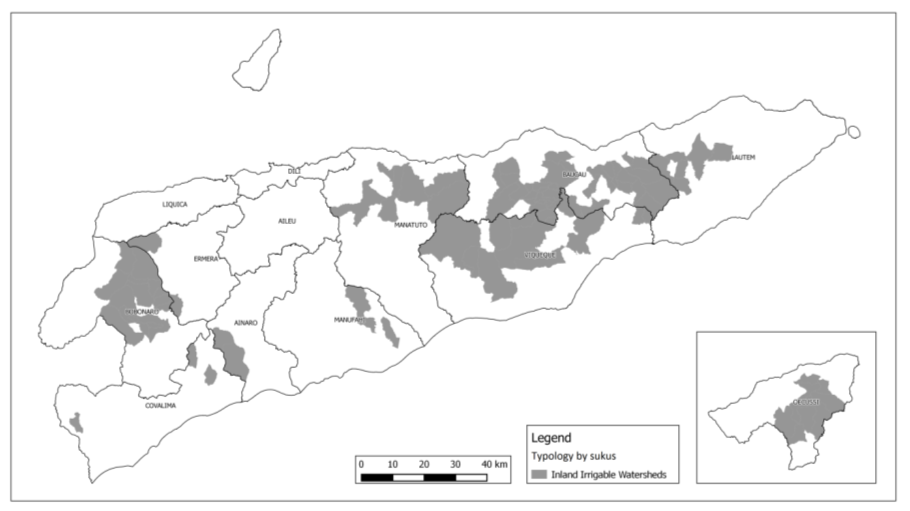 DILI
LAUTEM
BAUCAU
LIQUICA
AILEU
MANATUTO
ERMERA
VIQUEQUE
BOBONARO
MANUFAHI
AINARO
COVALIMA
OECUSSE
Legend
Typology by sukus
Inland Irrigable Watersheds
0 10 20 30 40 km